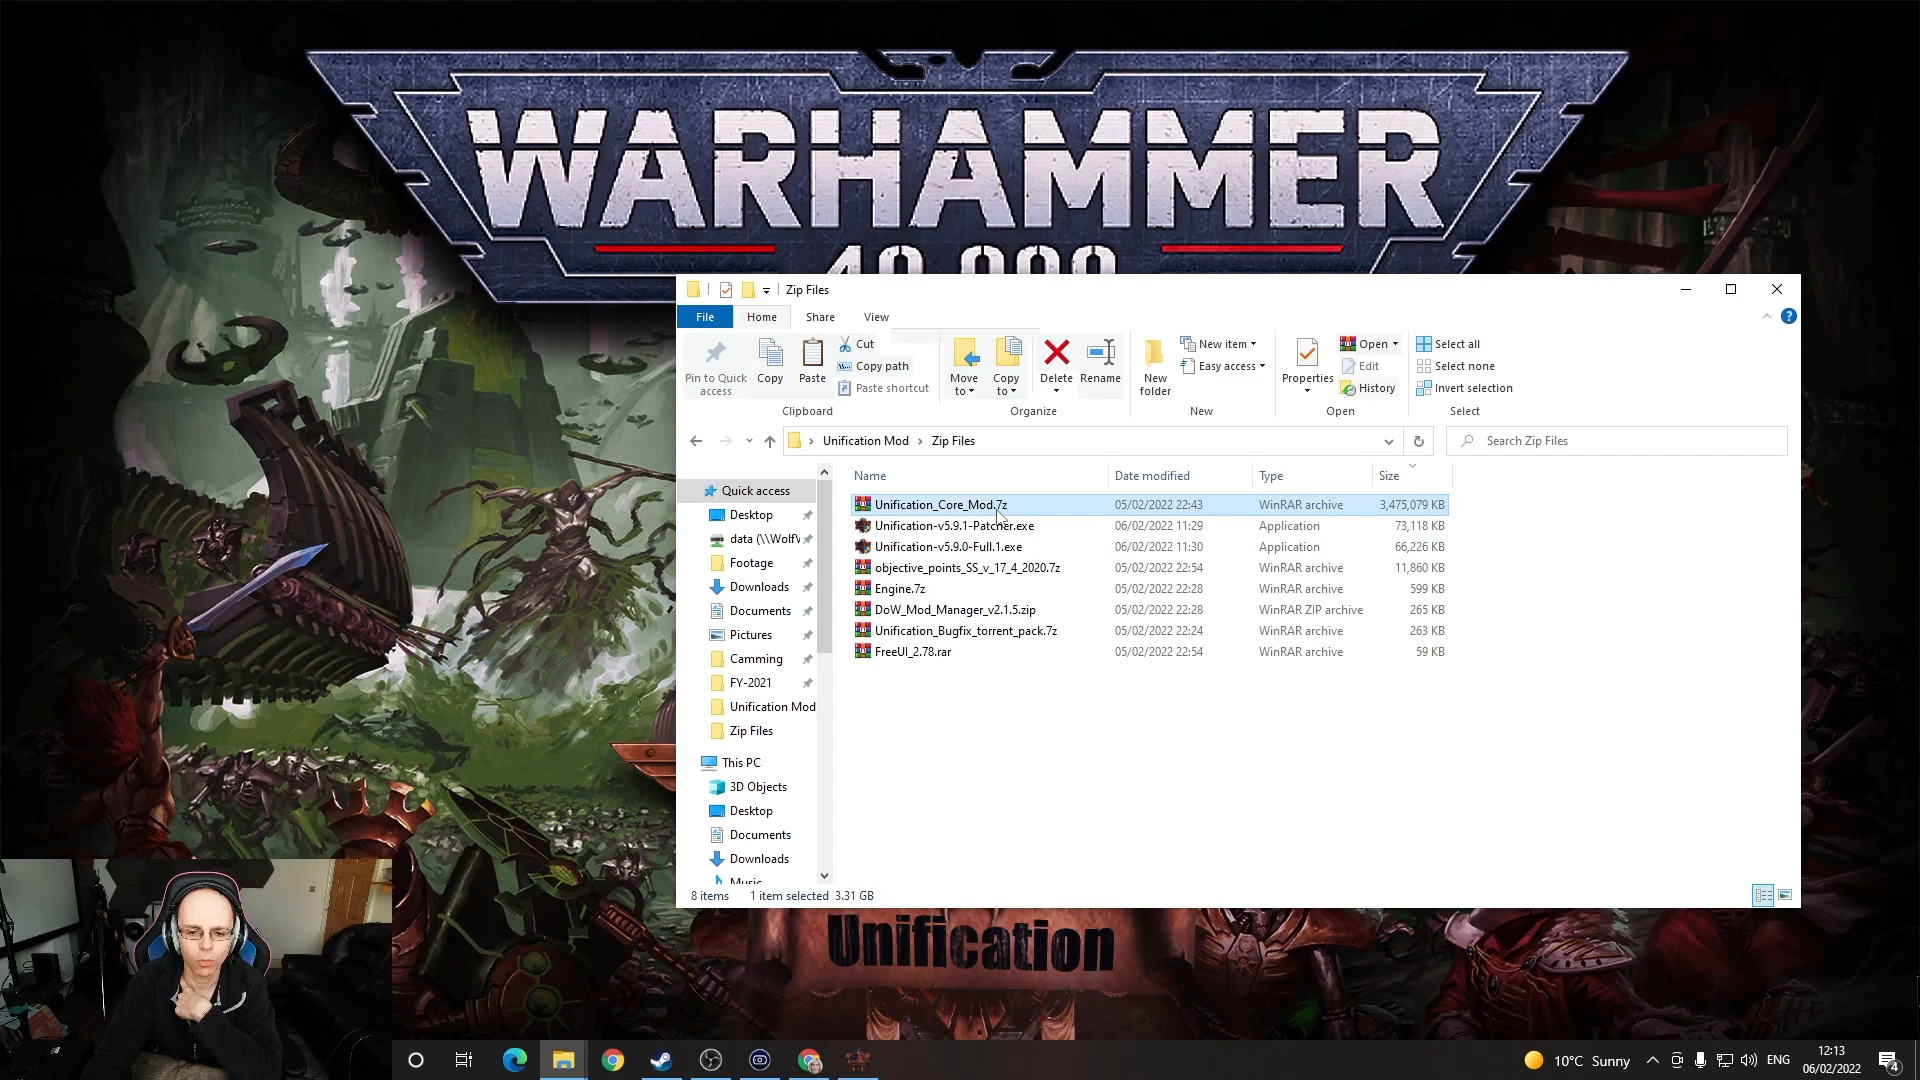 WARHAMMER
40,000
Zip Files
File Home Share View
Pin to Quick access
Copy
Paste
Cut
Copy path
Paste shortcut
Clipboard
Move to
Copy to
Delete
Rename
Organize
New folder
New item
Easy access
New
Properties
Open
Edit
History
Open
Select all
Select none
Invert selection
Select
Unification Mod Zip Files
Search Zip Files
Name Date modified Type Size
Unification_Core_Mod.7z 05/02/2022 22:43 WinRAR archive 3,475,079 KB
Unification-v5.9.1-Patcher.exe 06/02/2022 11:29 Application 73,118 KB
Unification-v5.9.0-Full.1.exe 06/02/2022 11:30 Application 66,226 KB
objective_points_SS_v_17_4_2020.7z 05/02/2022 22:54 WinRAR archive 11,860 KB
Engine.7z 05/02/2022 22:28 WinRAR archive 599 KB
DoW_Mod_Manager_v2.1.5.zip 05/02/2022 22:28 WinRAR ZIP archive 265 KB
Unification_Bugfix_torrent_pack.7z 05/02/2022 22:24 WinRAR archive 263 KB
FreeUI_2.78.rar 05/02/2022 22:54 WinRAR archive 59 KB
Quick access
Desktop
data (\\Wolf\
Footage
Downloads
Documents
Pictures
Camming
FY-2021
Unification Mod
Zip Files
This PC
3D Objects
Desktop
Documents
Downloads
Music
8 items 1 item selected 3.31 GB
Unification
10°C Sunny
ENG
12:13
06/02/2022
4